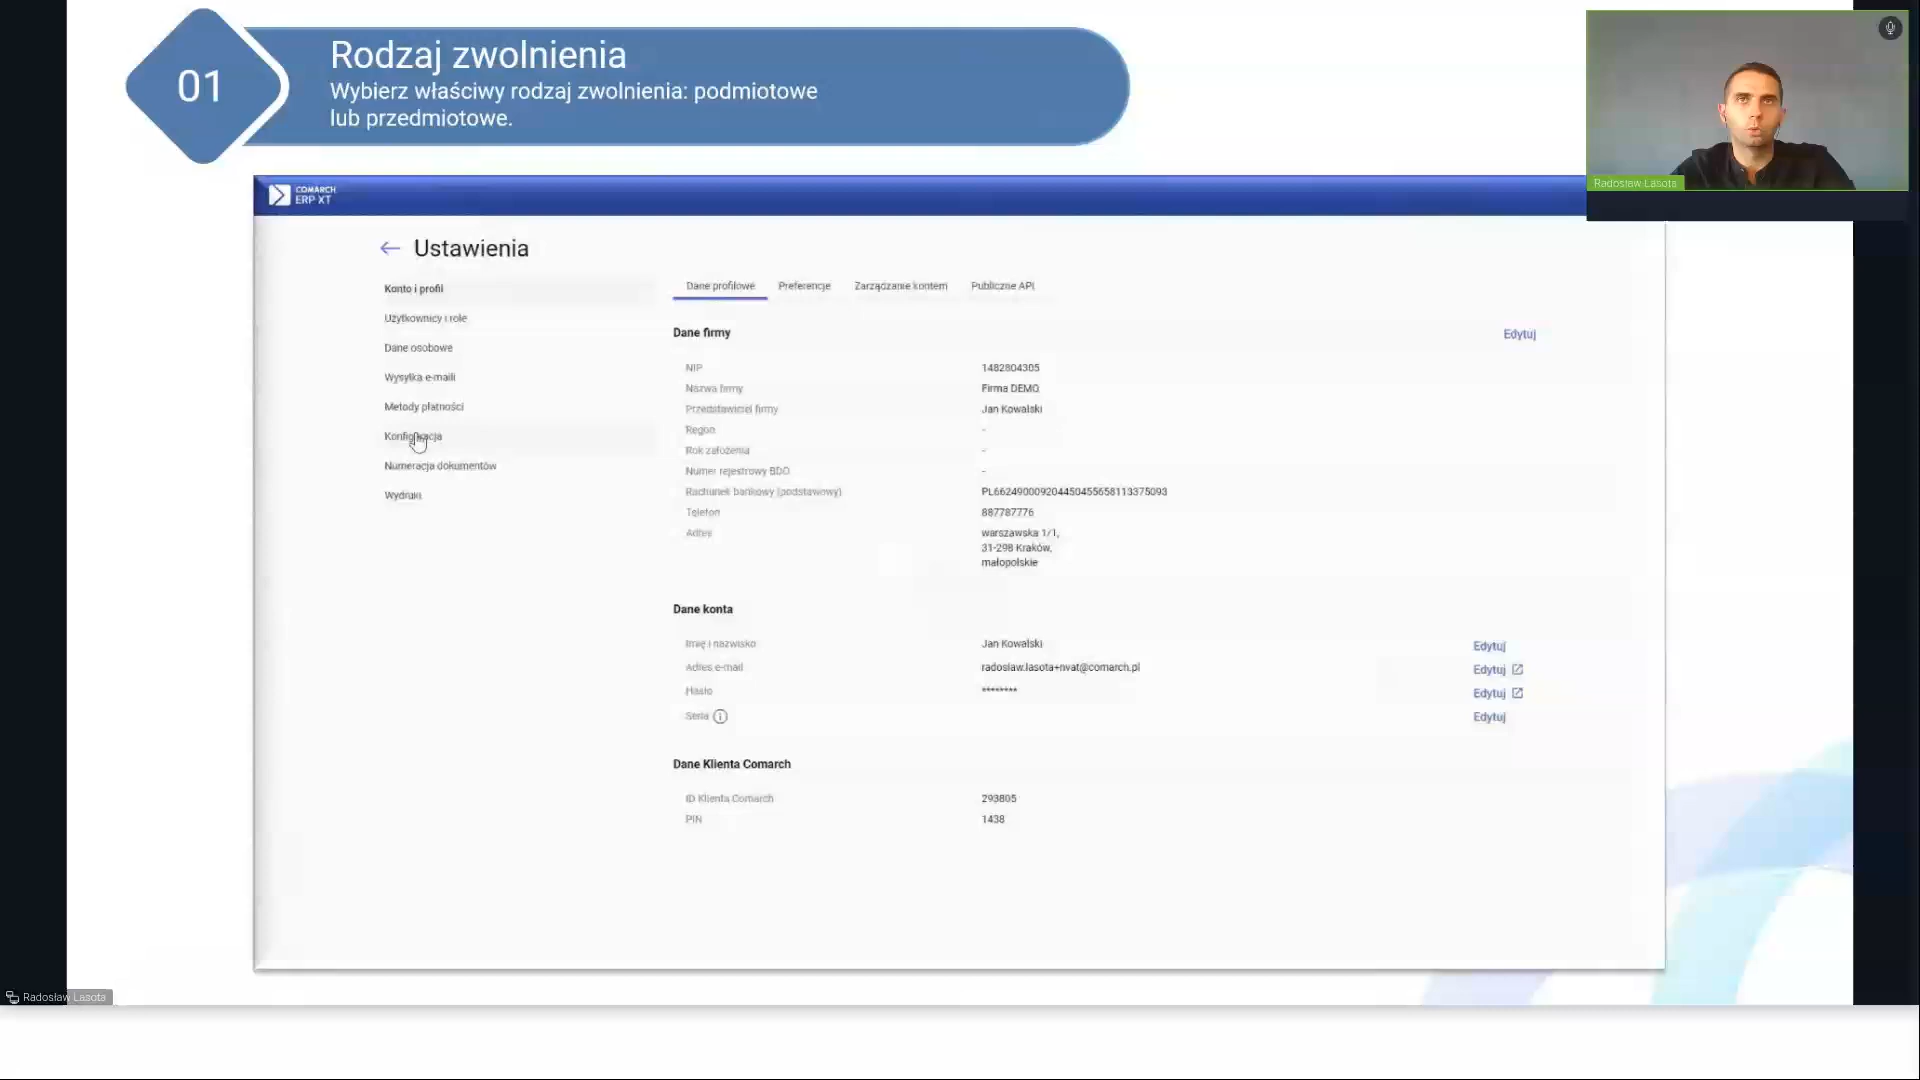 01
Rodzaj zwolnienia
Wybierz właściwy rodzaj zwolnienia: podmiotowe
lub przedmiotowe.
Radosław Lasota
COMARCH
ERP XT
Ustawienia
Konto i profil
Użytkownicy i role
Dane osobowe
Wysyłka e-maili
Metody płatności
Konfiguracja
Numeracja dokumentów
Wydruki
Dane profilowe Preferencje Zarządzanie kontem Publiczne API
Dane firmy Edytuj
NIP 1482804305
Nazwa firmy Firma DEMO
Przedstawiciel firmy Jan Kowalski
Regon -
Rok założenia -
Numer rejestrowy BDO -
Rachunek bankowy (podstawowy) PL662490009204450455658113375093
Telefon 887787776
Adres warszawska 1/1,
31-298 Kraków,
małopolskie
Dane konta
Imię i nazwisko Jan Kowalski Edytuj
Adres e-mail radoslaw.lasota+nvat@comarch.pl Edytuj
Hasło ******** Edytuj
Seria Edytuj
Dane Klienta Comarch
ID Klienta Comarch 293805
PIN 1438
Radosław Lasota